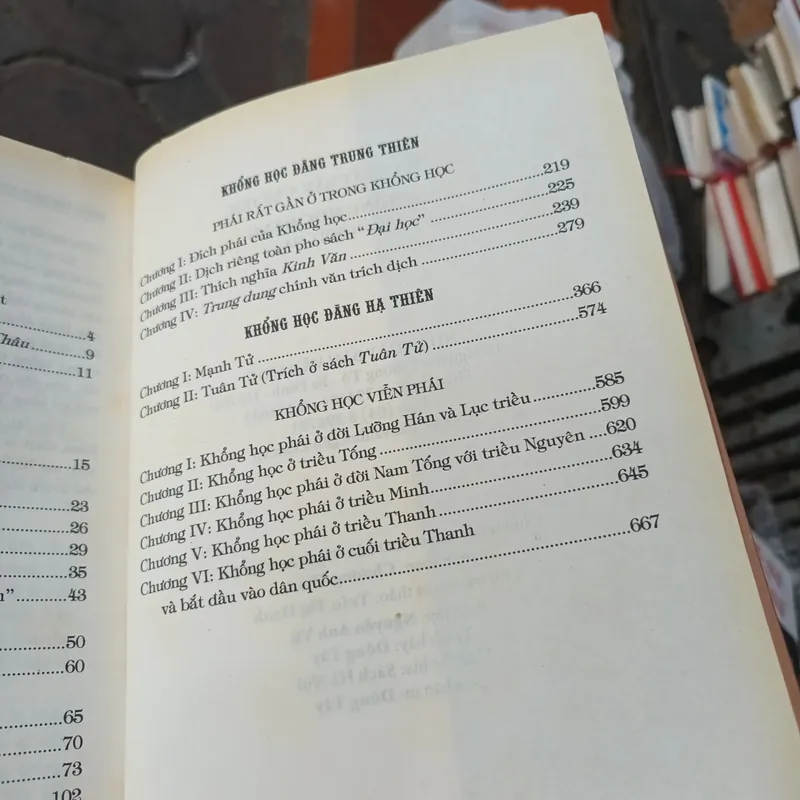 t
4
Châu 9
11
15
23
26
29
35
n” 43
50
60
65
70
73
102
KHỔNG HỌC ĐĂNG TRUNG THIÊN
PHÁI RẤT GẦN Ở TRONG KHỔNG HỌC
Chương I: Đích phái của Khổng học 219
Chương II: Dịch riêng toàn pho sách “Đại học” 225
Chương III: Thích nghĩa Kinh Văn 239
Chương IV: Trung dung chính văn trích dịch 279
KHỔNG HỌC ĐĂNG HẠ THIÊN
Chương I: Mạnh Tử 366
Chương II: Tuân Tử (Trích ở sách Tuân Tử) 574
KHỔNG HỌC VIỄN PHÁI
Chương I: Khổng học phái ở đời Lưỡng Hán và Lục triều 585
Chương II: Khổng học ở triều Tống 599
Chương III: Khổng học phái ở đời Nam Tống với triều Nguyên 620
Chương IV: Khổng học phái ở triều Minh 634
Chương V: Khổng học phái ở triều Thanh 645
Chương VI: Khổng học phái ở cuối triều Thanh
và bắt đầu vào dân quốc 667